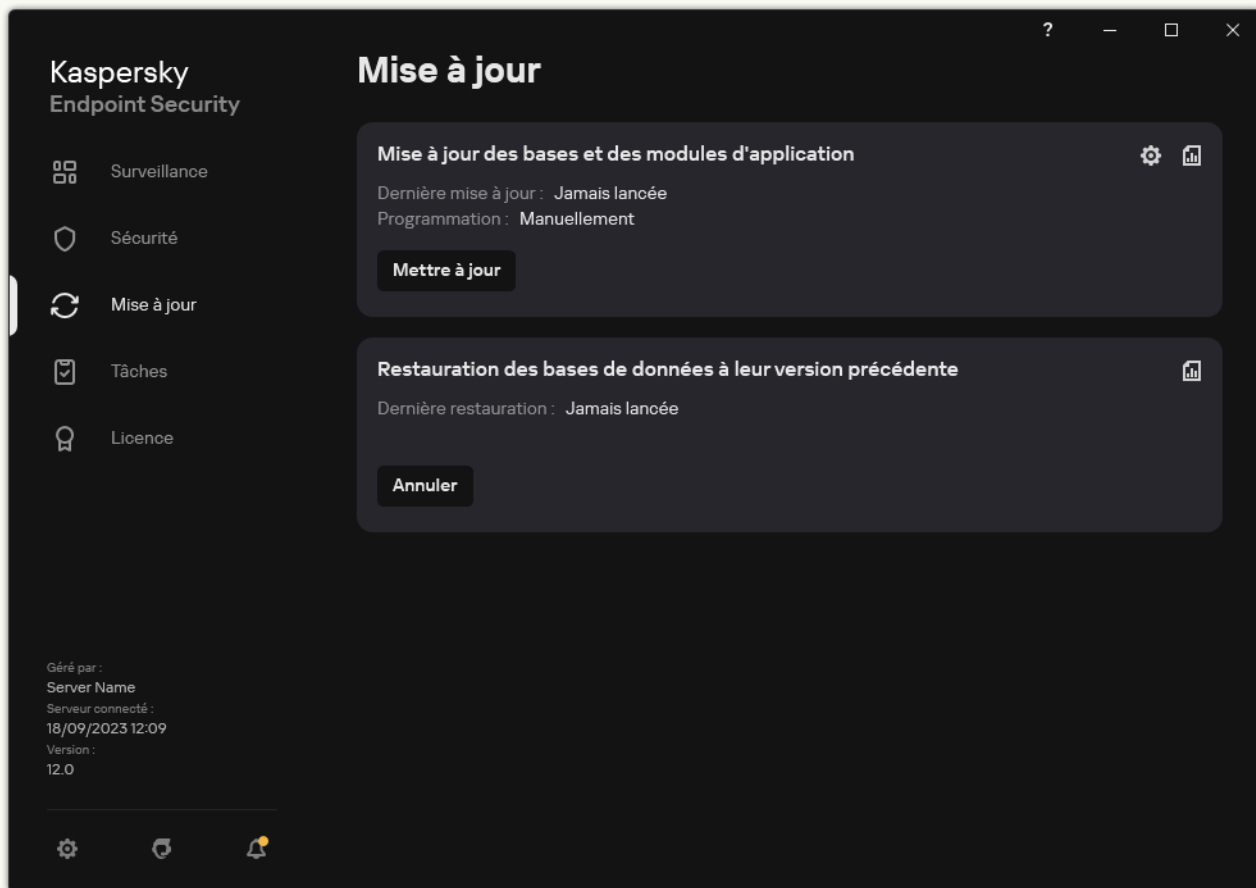 ?
Kaspersky
Endpoint Security
Surveillance
Sécurité
Mise à jour
Tâches
Licence
Géré par :
Server Name
Serveur connecté :
18/09/2023 12:09
Version :
12.0
Mise à jour
Mise à jour des bases et des modules d'application
Dernière mise à jour : Jamais lancée
Programmation : Manuellement
Mettre à jour
Restauration des bases de données à leur version précédente
Dernière restauration : Jamais lancée
Annuler